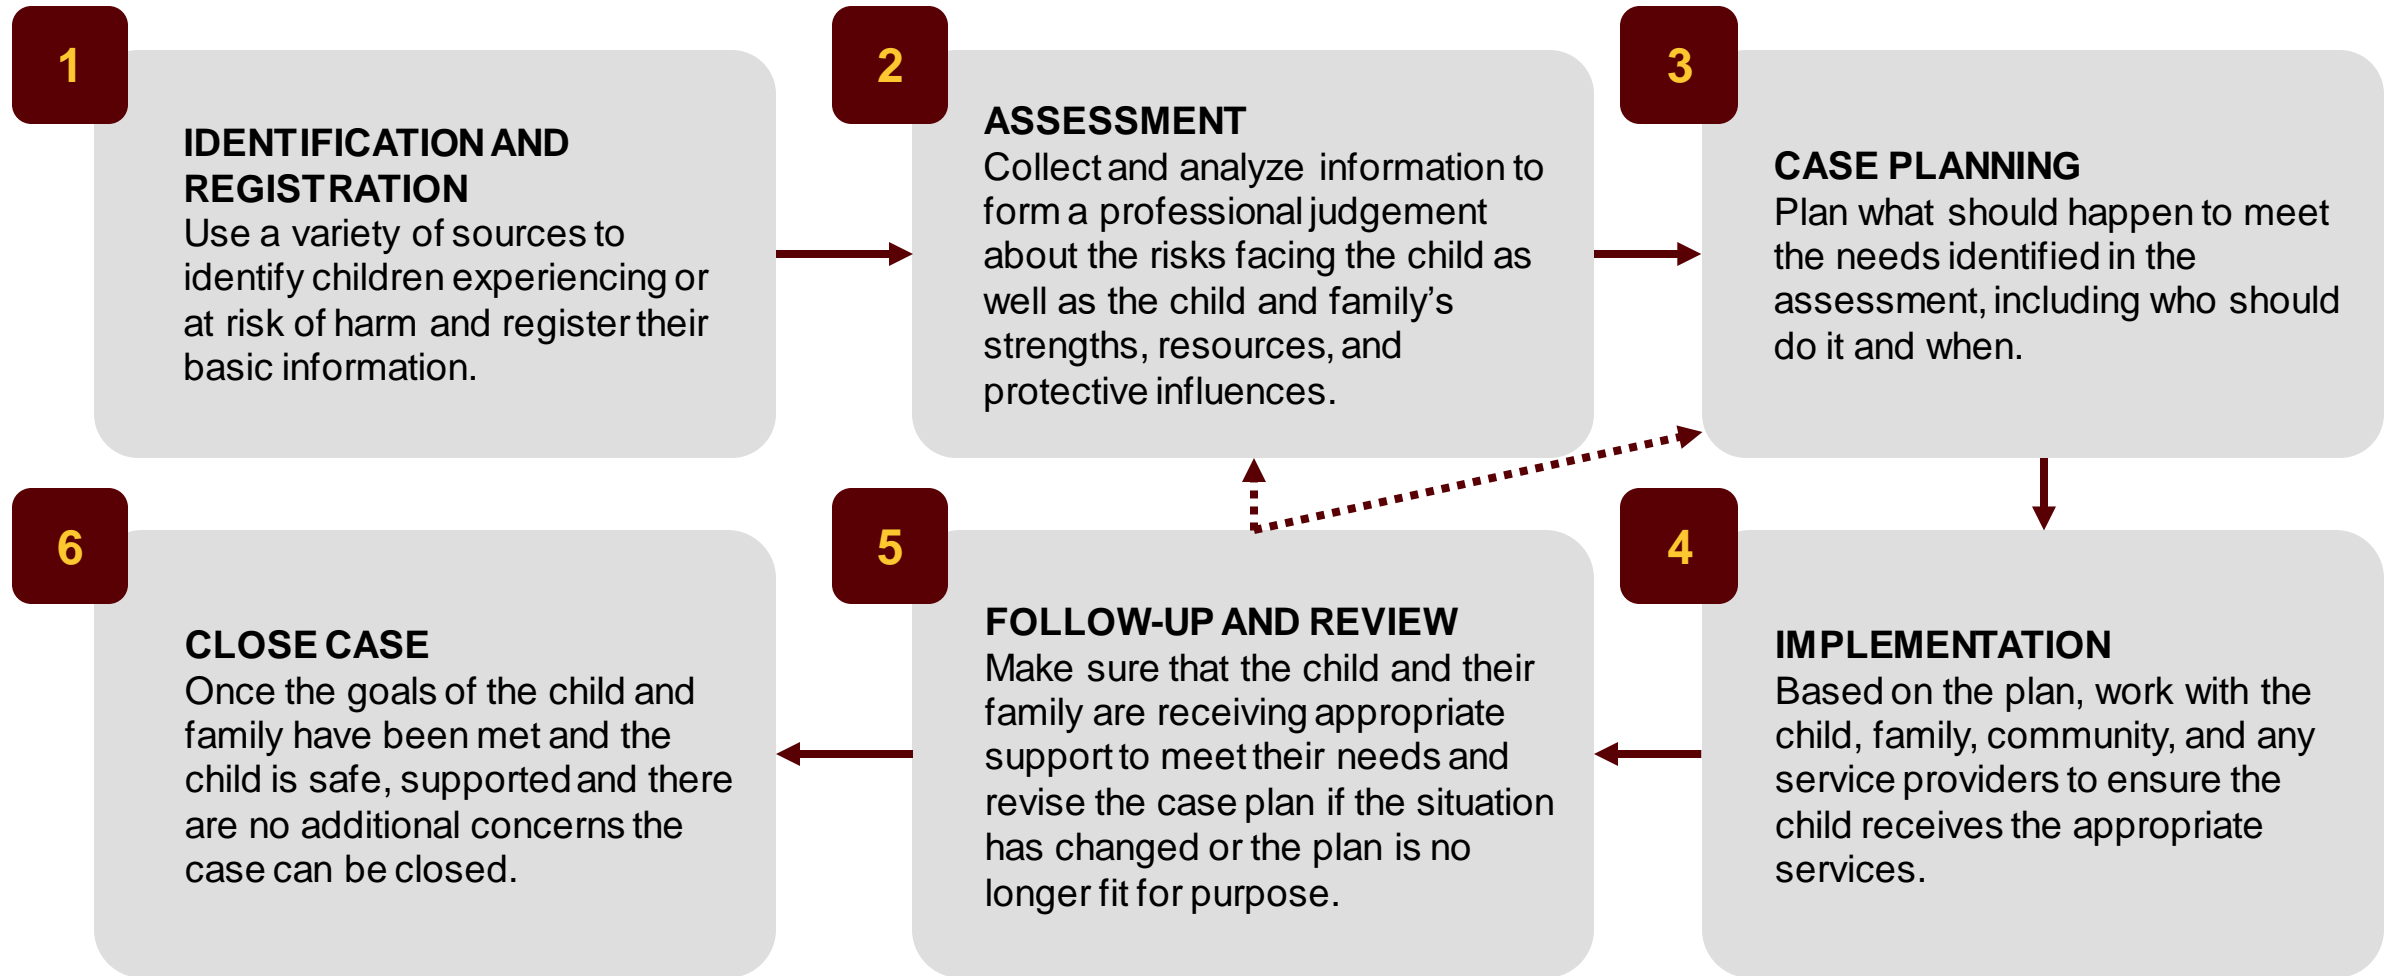 1
IDENTIFICATION AND
REGISTRATION
Use a variety of sources to
identify children experiencing or
at risk of harm and register their
basic information.
2
ASSESSMENT
Collect and analyze information to
form a professional judgement
about the risks facing the child as
well as the child and family’s
strengths, resources, and
protective influences.
3
CASE PLANNING
Plan what should happen to meet
the needs identified in the
assessment, including who should
do it and when.
4
IMPLEMENTATION
Based on the plan, work with the
child, family, community, and any
service providers to ensure the
child receives the appropriate
services.
5
FOLLOW-UP AND REVIEW
Make sure that the child and their
family are receiving appropriate
support to meet their needs and
revise the case plan if the situation
has changed or the plan is no
longer fit for purpose.
6
CLOSE CASE
Once the goals of the child and
family have been met and the
child is safe, supported and there
are no additional concerns the
case can be closed.